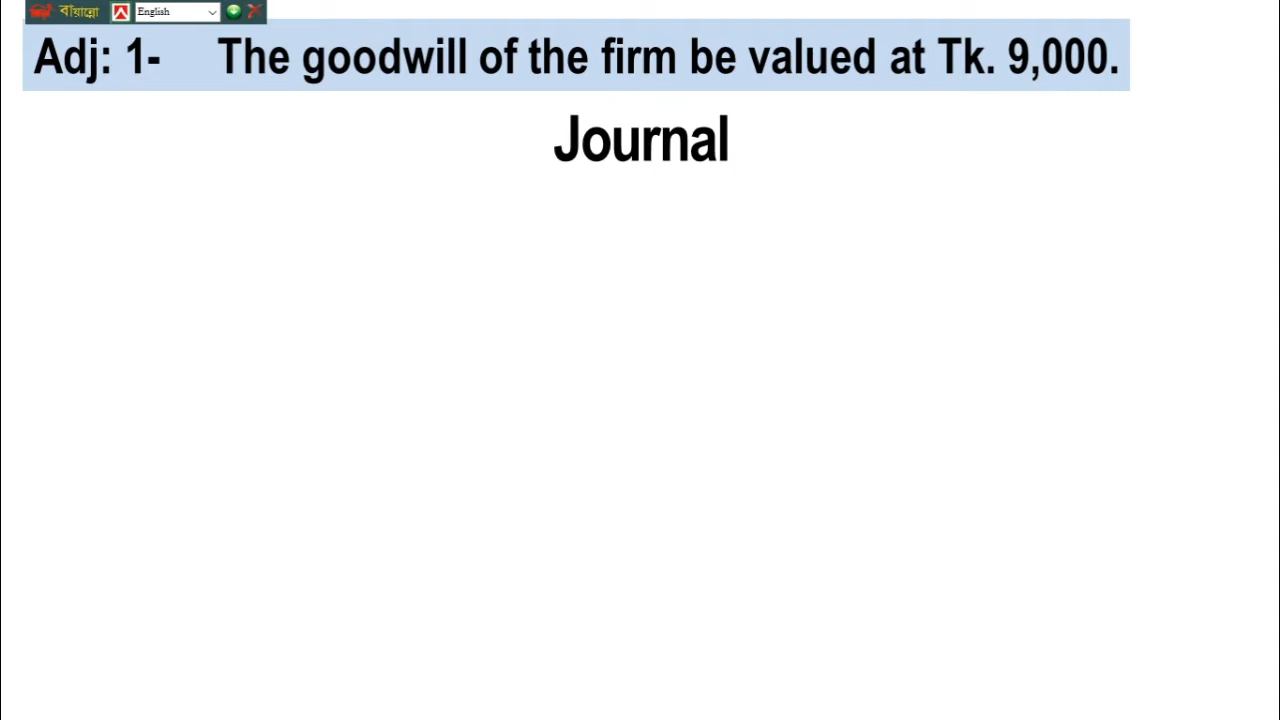 বাঁয়ান্নো English
Adj: 1- The goodwill of the firm be valued at Tk. 9,000.
Journal